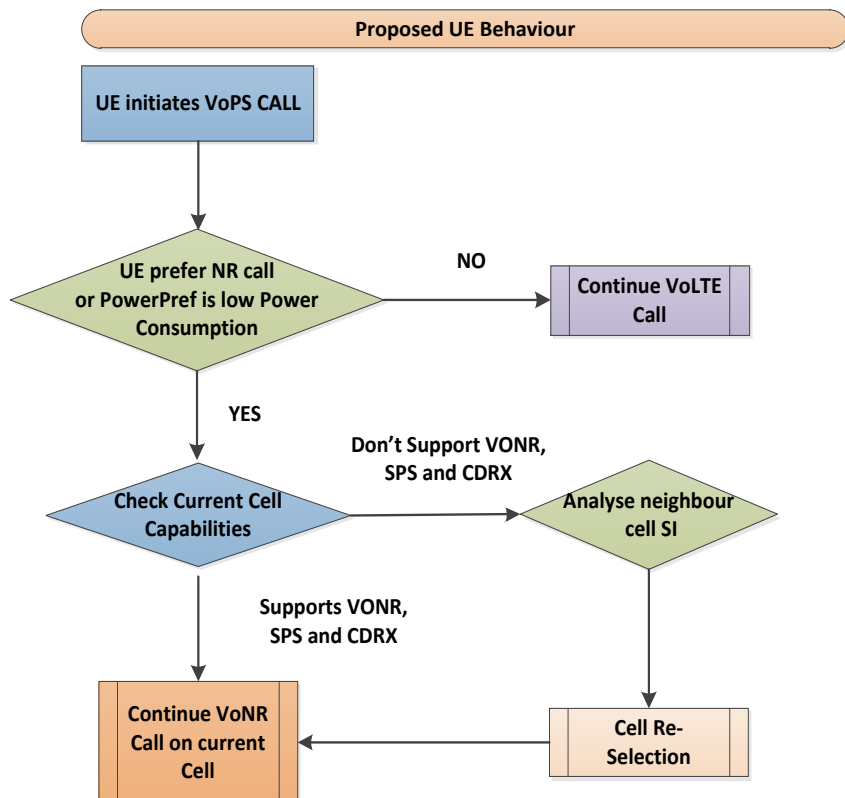 Proposed UE Behaviour
UE initiates VoPS CALL
UE prefer NR call
or PowerPref is low Power
Consumption
NO
Continue VoLTE
Call
YES
Don't Support VONR,
SPS and CDRX
Check Current Cell
Capabilities
Analyse neighbour
cell SI
Supports VONR,
SPS and CDRX
Continue VoNR
Call on current
Cell
Cell Re-
Selection